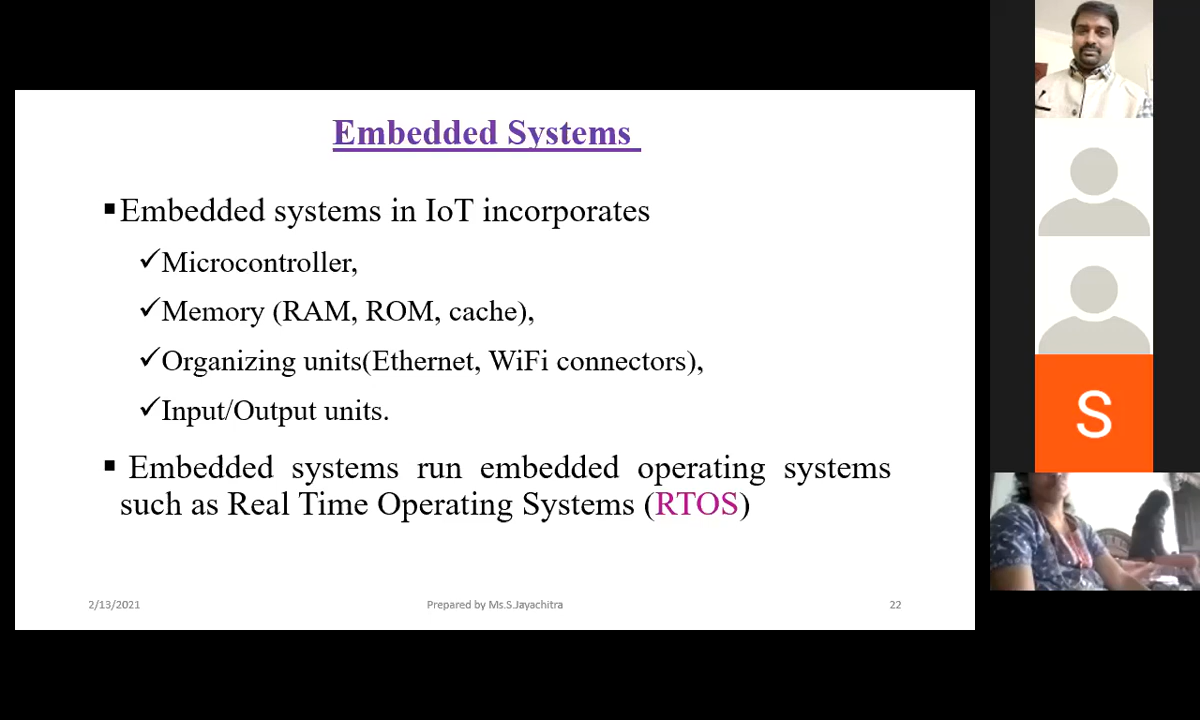 Embedded Systems
▪Embedded systems in IoT incorporates
✓Microcontroller,
✓Memory (RAM, ROM, cache),
✓Organizing units(Ethernet, WiFi connectors),
✓Input/Output units.
▪ Embedded systems run embedded operating systems
such as Real Time Operating Systems (RTOS)
2/13/2021
Prepared by Ms.S.Jayachitra
22
S